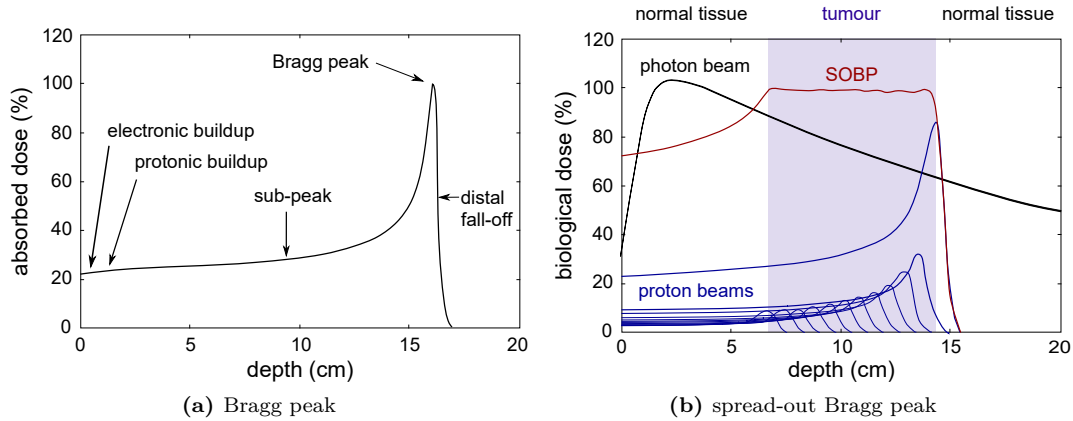 120
100
80
60
40
20
0
absorbed dose (%)
Bragg peak
electronic buildup
protonic buildup
sub-peak
distal
fall-off
0 5 10 15 20
depth (cm)
(a) Bragg peak
normal tissue tumour normal tissue
120
100
80
60
40
20
0
biological dose (%)
photon beam
SOBP
proton beams
0 5 10 15 20
depth (cm)
(b) spread-out Bragg peak